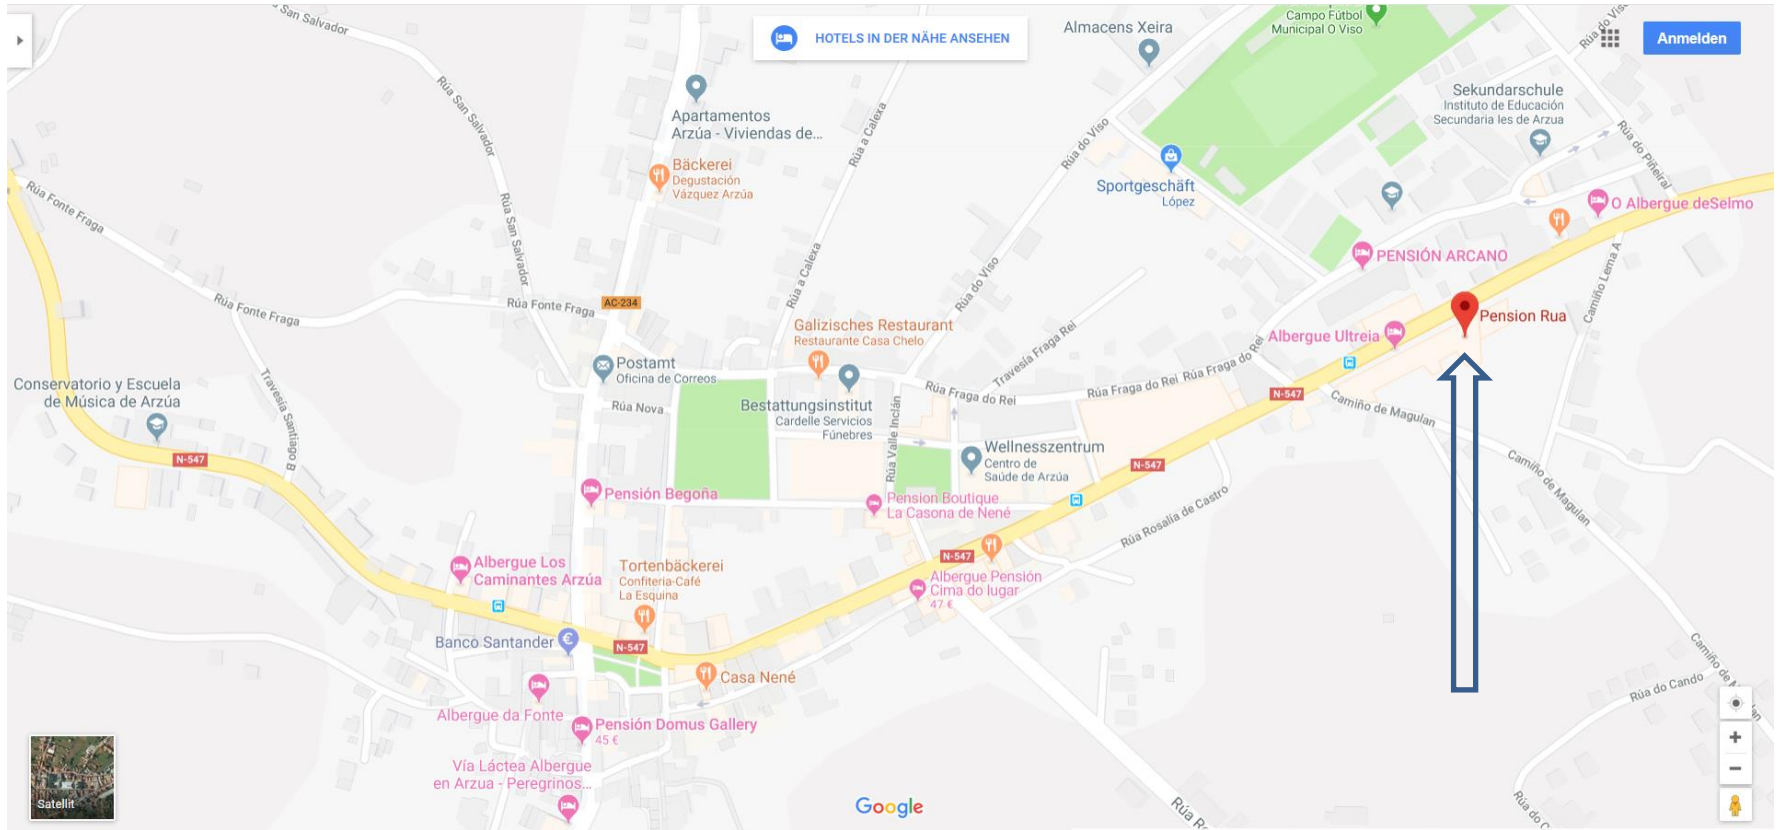 San Salvador
HOTELS IN DER NÄHE ANSEHEN
Almacens Xeira
Campo Fútbol
Municipal O Viso
Rúa do Viso
Anmelden
Rúa San Salvador
Apartamentos
Arzúa - Viviendas de...
Rúa a Calexa
Rúa do Viso
Sekundarschule
Instituto de Educación
Secundaria Ies de Arzua
Rúa do Piñeiral
Bäckerei
Degustación
Vázquez Arzúa
Sportgeschäft
López
O Albergue deSelmo
Rúa Fonte Fraga
Rúa San Salvador
Rúa a Calexa
Rúa do Viso
PENSIÓN ARCANO
Camiño Lema A
Rúa Fonte Fraga
Rúa Fonte Fraga
AC-234
Galizisches Restaurant
Restaurante Casa Chelo
Travesía Fraga Rei
Albergue Ultreia
Pension Rua
Postamt
Oficina de Correos
Conservatorio y Escuela
de Música de Arzúa
Travesía Santiago B
Rúa Nova
Bestattungsinstitut
Cardelle Servicios
Fúnebres
Rúa Valle Inclán
Rúa Fraga do Rei
Rúa Fraga do Rei
Rúa Fraga do Rei
N-547
Camiño de Magulan
N-547
Wellnesszentrum
Centro de
Saúde de Arzúa
N-547
Camiño de Magulan
Pensión Begoña
Pension Boutique
La Casona de Nené
Rúa Rosalía de Castro
N-547
Albergue Los
Caminantes Arzúa
Tortenbäckerei
Confiteria-Café
La Esquina
Albergue Pensión
Cima do lugar
47 €
Banco Santander
N-547
Casa Nené
Camiño de
Rúa do Cando
Albergue da Fonte
Pensión Domus Gallery
45 €
Vía Láctea Albergue
en Arzua - Peregrinos...
Satellit
Google
Rúa
Rúa do